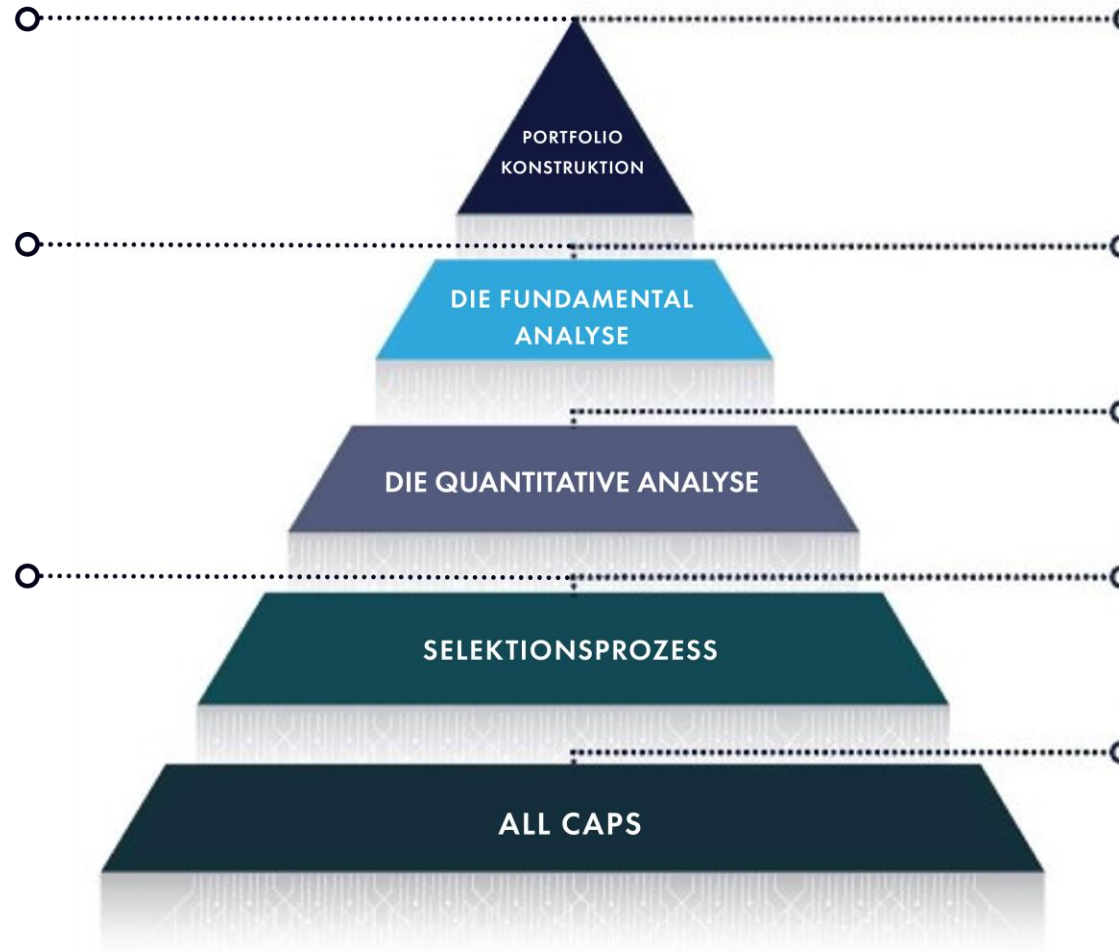 PORTFOLIO
KONSTRUKTION
DIE FUNDAMENTAL
ANALYSE
DIE QUANTITATIVE ANALYSE
SELEKTIONSPROZESS
ALL CAPS